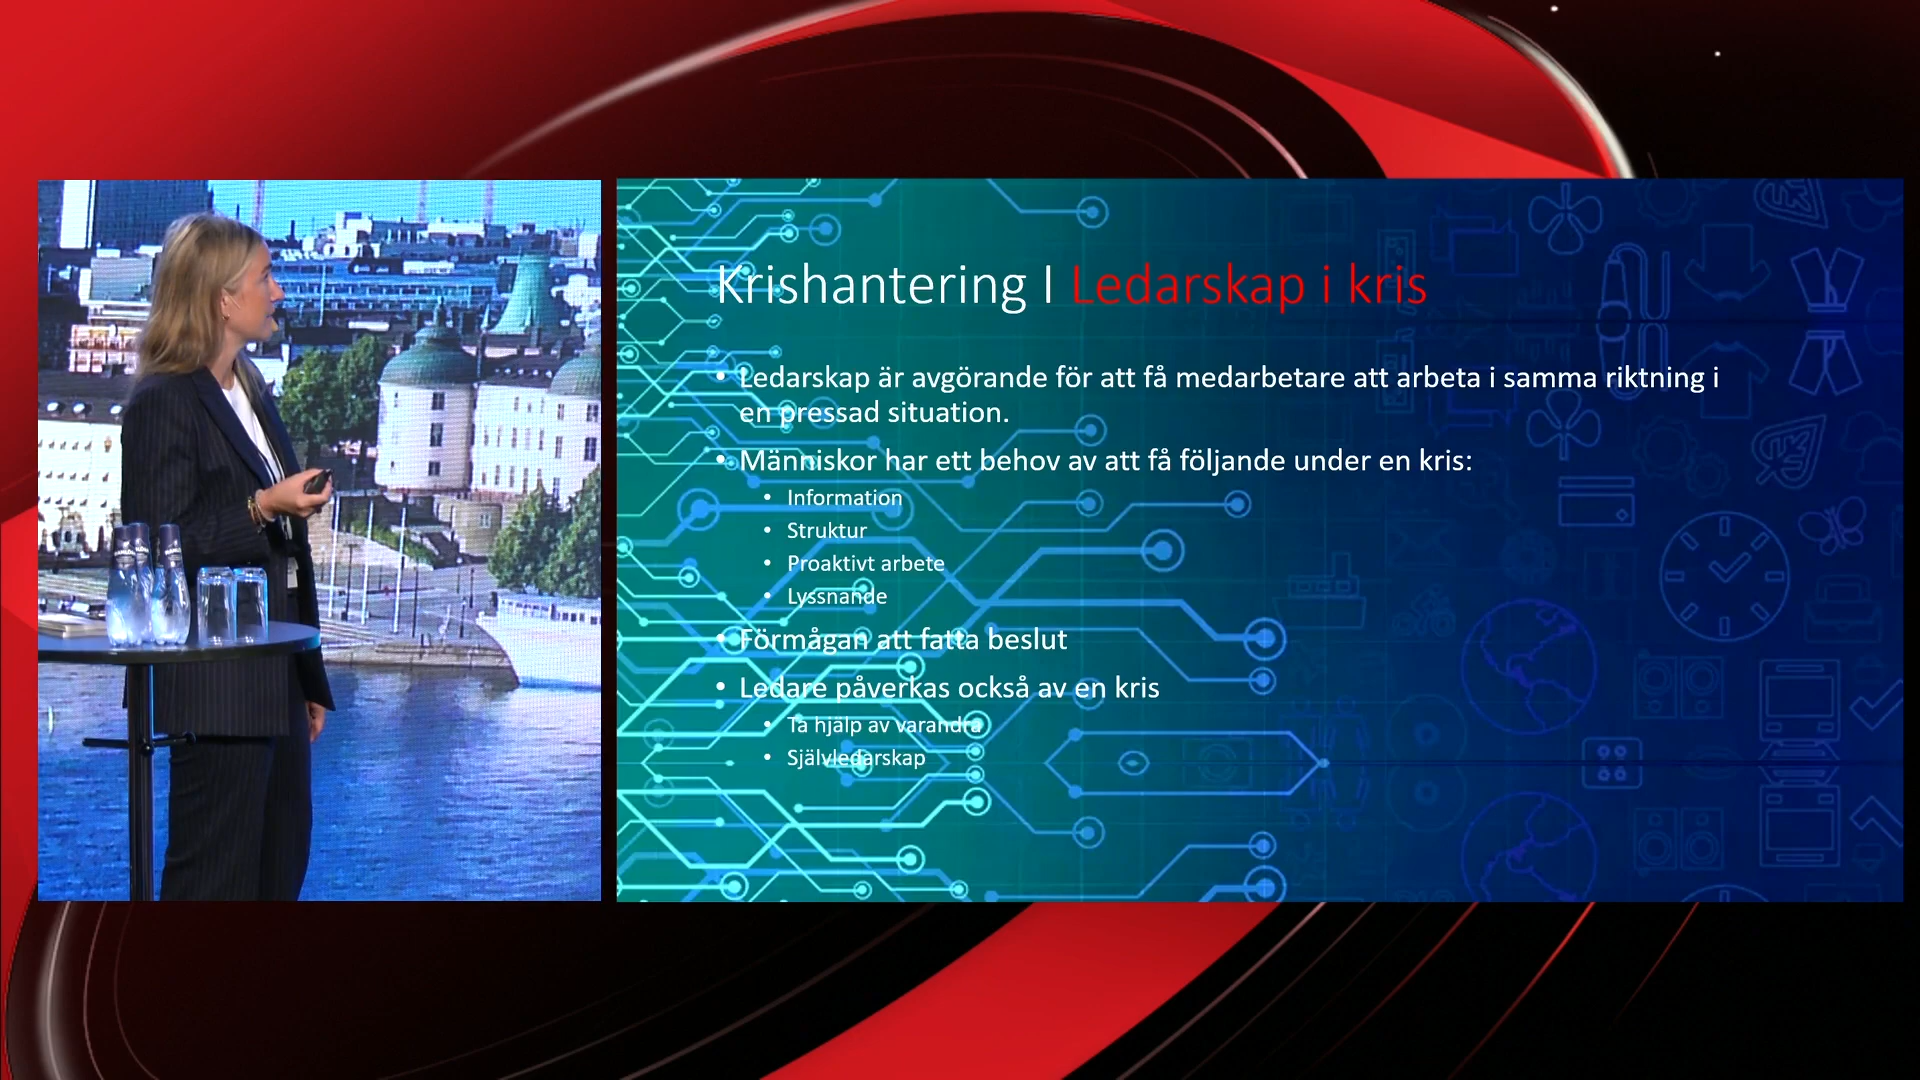 Krishantering I Ledarskap i kris
• Ledarskap är avgörande för att få medarbetare att arbeta i samma riktning i
en pressad situation.
• Människor har ett behov av att få följande under en kris:
• Information
• Struktur
• Proaktivt arbete
• Lyssnande
• Förmågan att fatta beslut
• Ledare påverkas också av en kris
• Ta hjälp av varandra
• Självledarskap